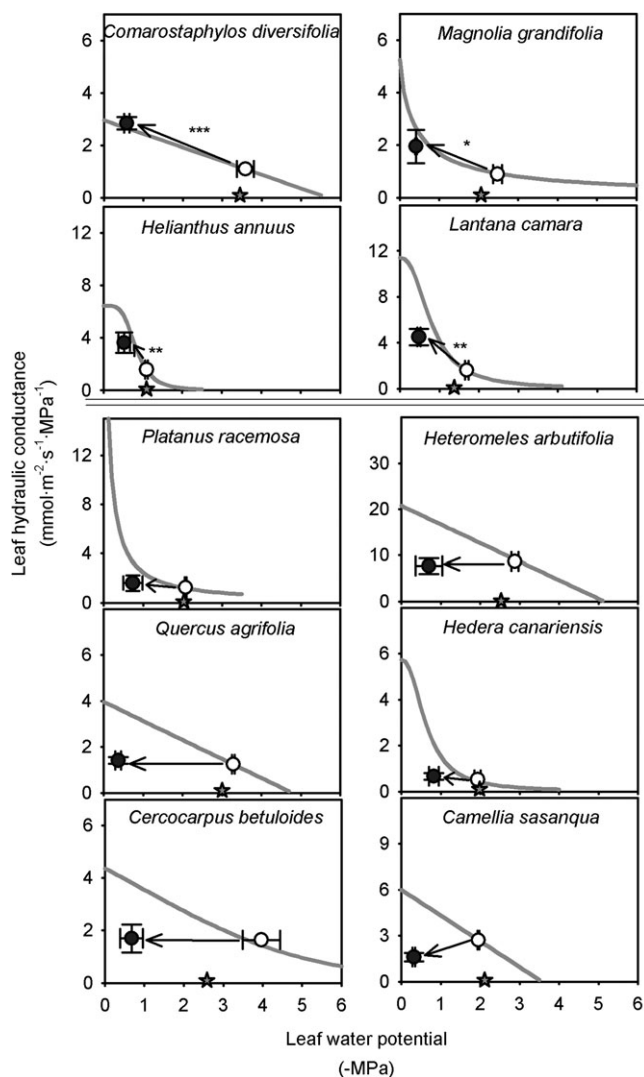 Comarostaphylos diversifolia
Magnolia grandifolia
6
4
2
0
***
6
4
2
0
*
Helianthus annuus
Lantana camara
12
8
4
0
**
12
8
4
0
**
Platanus racemosa
Heteromeles arbutifolia
12
8
4
0
30
20
10
0
Quercus agrifolia
Hedera canariensis
6
4
2
0
6
4
2
0
Cercocarpus betuloides
Camellia sasanqua
6
4
2
0
9
6
3
0
0 1 2 3 4 5 6
0 1 2 3 4 5 6
Leaf hydraulic conductance
(mmol·m-2·s-1·MPa-1)
Leaf water potential
(-MPa)